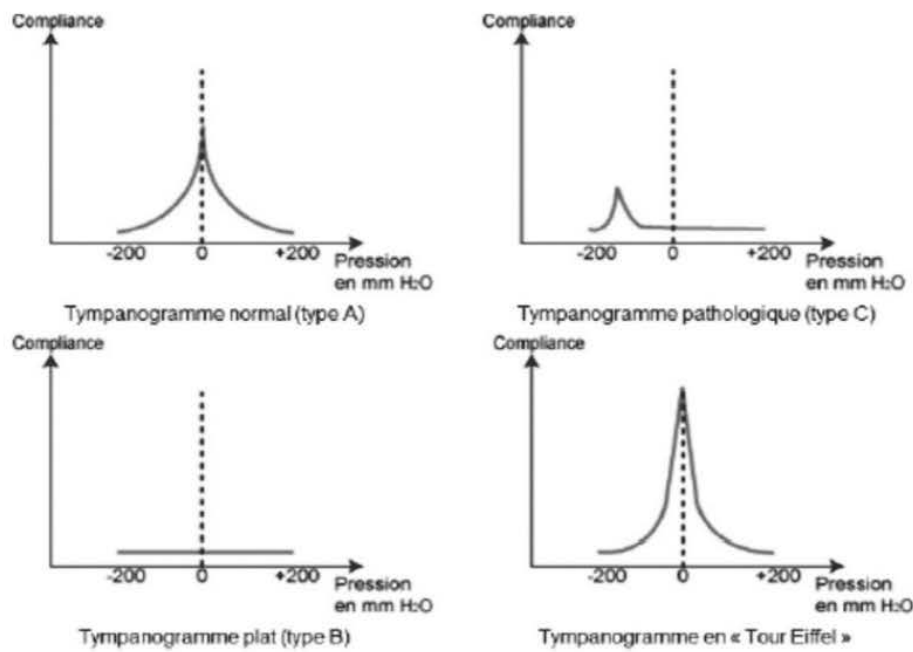 Compliance
-200
0
+200
Pression
en mm H₂O
Tympanogramme normal (type A)
Compliance
-200
0
+200
Pression
en mm H₂O
Tympanogramme pathologique (type C)
Compliance
-200
0
+200
Pression
en mm H₂O
Tympanogramme plat (type B)
Compliance
-200
0
+200
Pression
en mm H₂O
Tympanogramme en « Tour Eiffel »